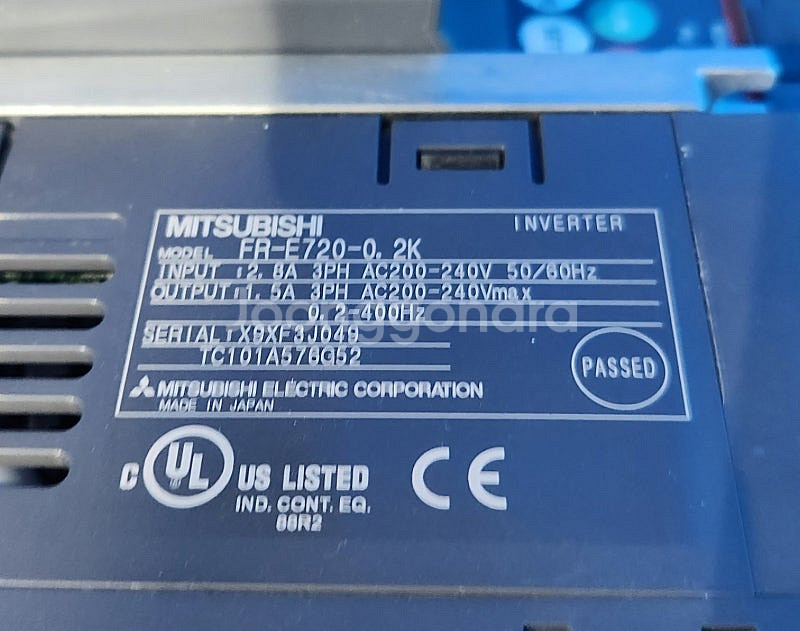 MITSUBISHI INVERTER
MODEL FR-E720-0.2K
INPUT :2.8A 3PH AC200-240V 50/60Hz
OUTPUT:1.5A 3PH AC200-240Vmax
0.2-400Hz
Joonggonara
SERIAL:X9XF3J049
TC101A576G52
PASSED
MITSUBISHI ELECTRIC CORPORATION
MADE IN JAPAN
C UL US LISTED CE
IND. CONT. EQ.
66R2